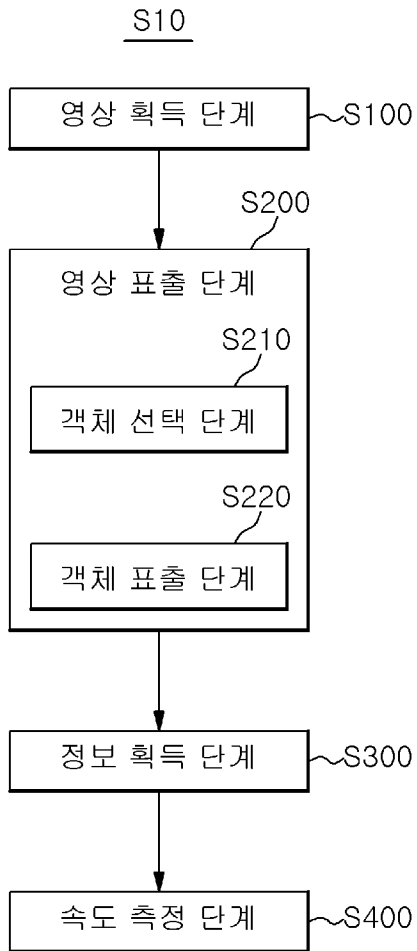 S10
영상 획득 단계
S100
S200
영상 표출 단계
S210
객체 선택 단계
S220
객체 표출 단계
정보 획득 단계
S300
속도 측정 단계
S400